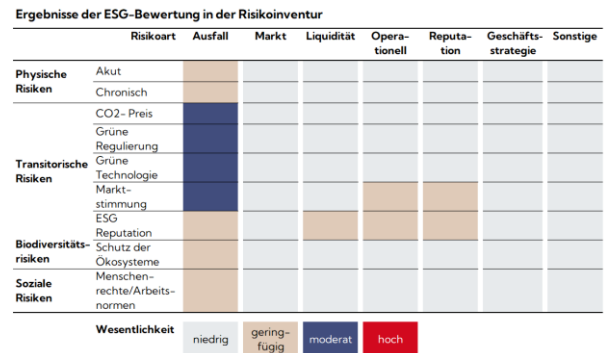 Ergebnisse der ESG-Bewertung in der Risikoinventur
Risikoart Ausfall Markt Liquidität Opera- Reputa- Geschäfts- Sonstige
tionell tion strategie
Physische Akut
Risiken
Chronisch
CO2- Preis
Grüne
Regulierung
Transitorische Grüne
Risiken Technologie
Markt-
stimmung
ESG
Reputation
Biodiversitäts- Schutz der
risiken Ökosysteme
Soziale Menschen-
Risiken rechte/Arbeits-
normen
Wesentlichkeit niedrig gering- moderat hoch
fügig